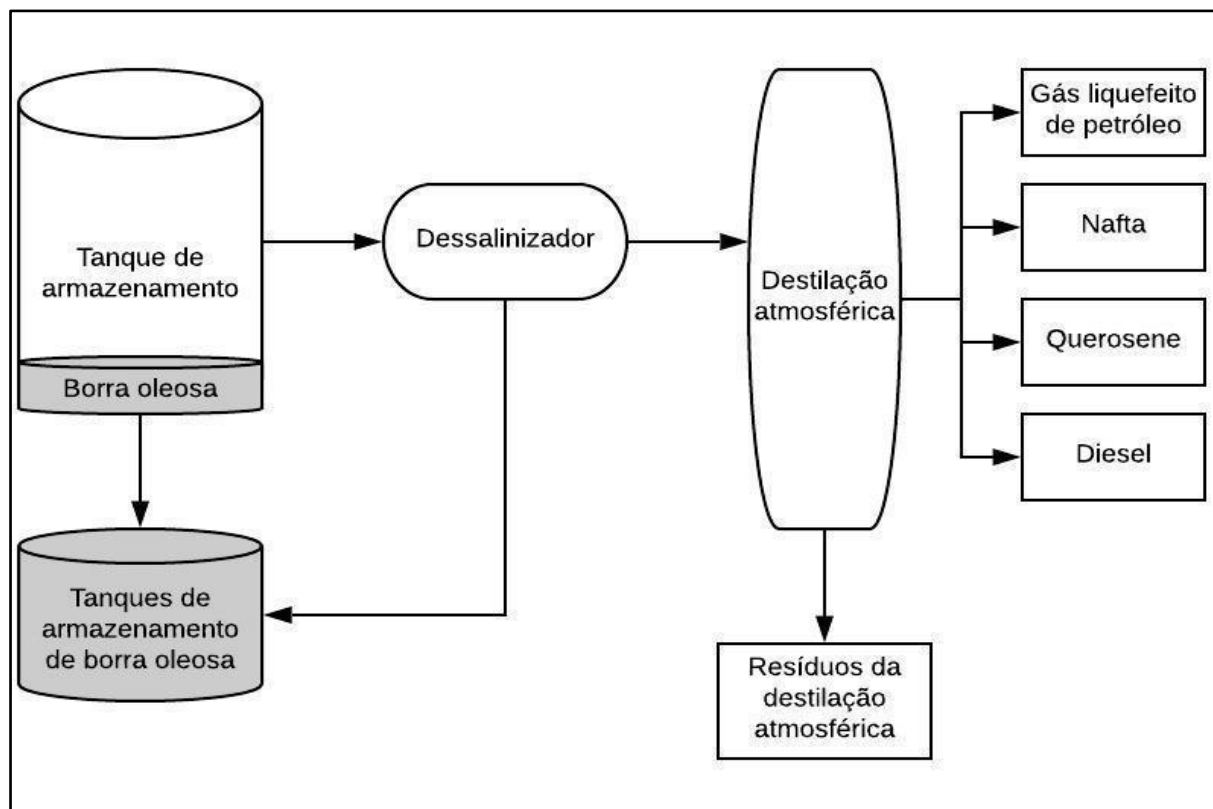 Tanque de
armazenamento
Borra oleosa
Tanques de
armazenamento
de borra oleosa
Dessalinizador
Destilação
atmosférica
Resíduos da
destilação
atmosférica
Gás liquefeito
de petróleo
Nafta
Querosene
Diesel